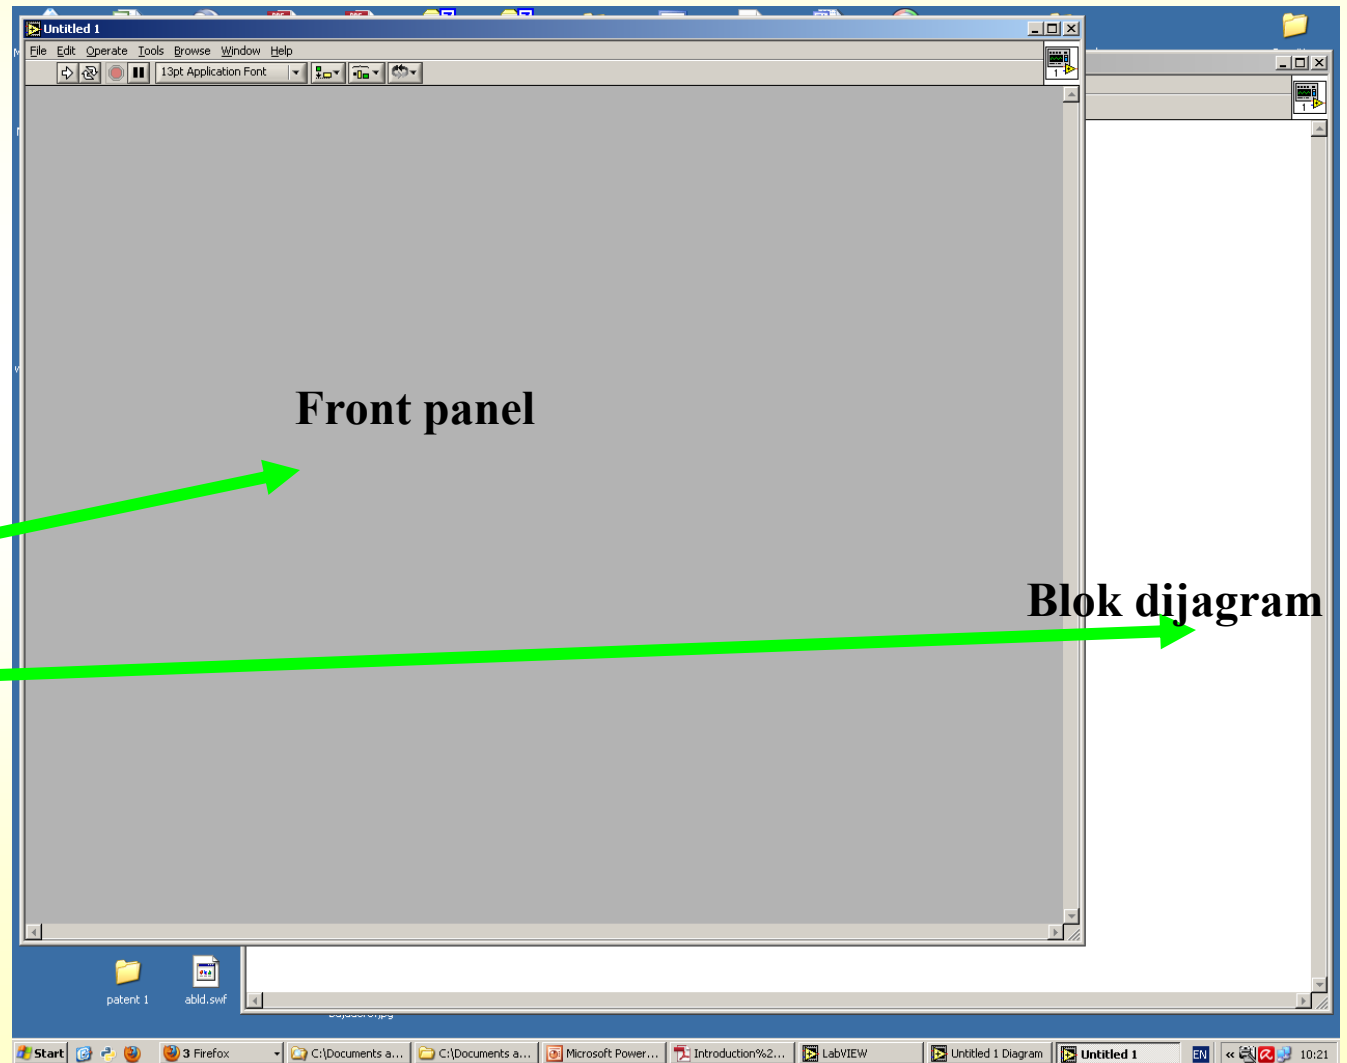 Untitled 1
File Edit Operate Tools Browse Window Help
13pt Application Font
1
1
Front panel
Blok dijagram
patent 1
abld.swf
Start
3 Firefox
C:\Documents a...
C:\Documents a...
Microsoft Power...
Introduction%2...
LabVIEW
Untitled 1 Diagram
Untitled 1
EN
«
10:21